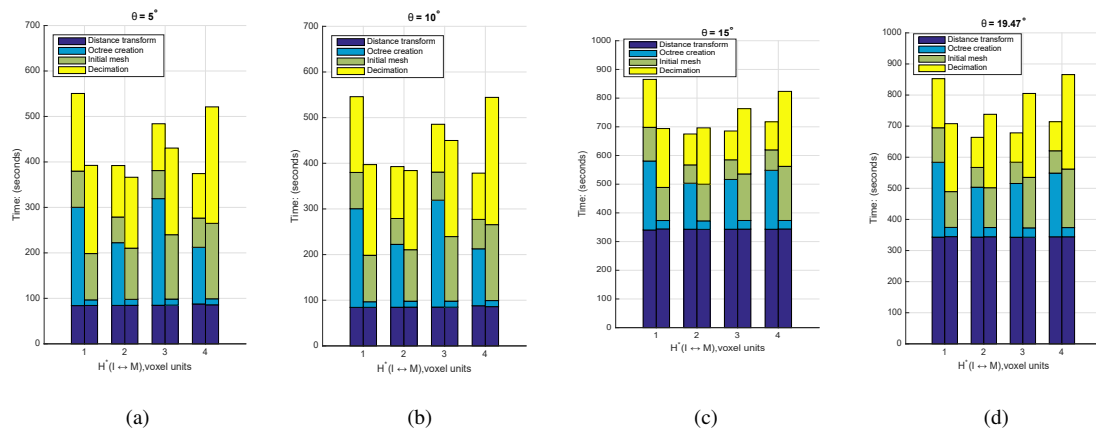 θ = 5°
Distance transform
Octree creation
Initial mesh
Decimation
Time: (seconds)
700
600
500
400
300
200
100
0
1 2 3 4
H*(I ↔ M),voxel units
(a)
θ = 10°
Distance transform
Octree creation
Initial mesh
Decimation
Time: (seconds)
700
600
500
400
300
200
100
0
1 2 3 4
H*(I ↔ M),voxel units
(b)
θ = 15°
Distance transform
Octree creation
Initial mesh
Decimation
Time: (seconds)
1000
900
800
700
600
500
400
300
200
100
0
1 2 3 4
H*(I ↔ M),voxel units
(c)
θ = 19.47°
Distance transform
Octree creation
Initial mesh
Decimation
Time: (seconds)
1000
900
800
700
600
500
400
300
200
100
0
1 2 3 4
H*(I ↔ M),voxel units
(d)